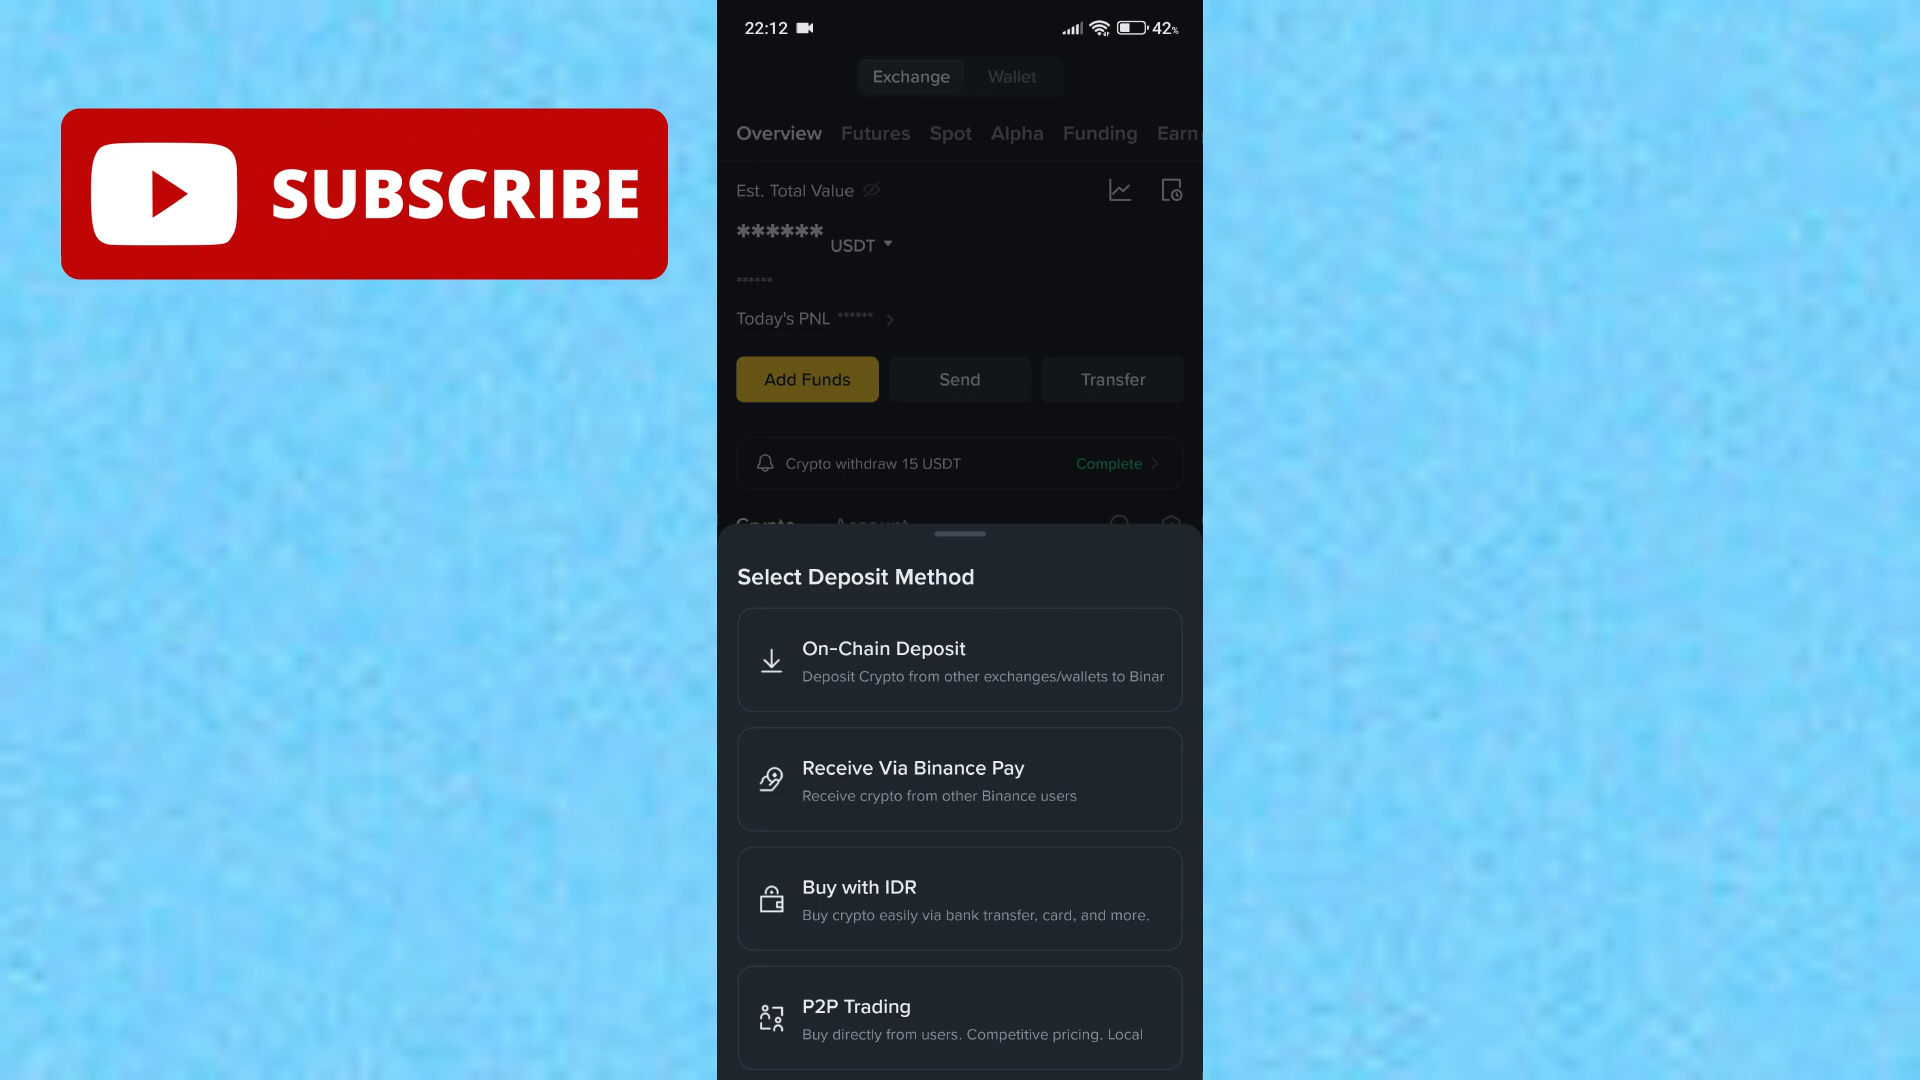 22:12
42%
Exchange Wallet
SUBSCRIBE
Overview Futures Spot Alpha Funding Earn
Est. Total Value
****** USDT
******
Today's PNL ******
Add Funds Send Transfer
Crypto withdraw 15 USDT Complete
Crypto Account
Select Deposit Method
On-Chain Deposit
Deposit Crypto from other exchanges/wallets to Binar
Receive Via Binance Pay
Receive crypto from other Binance users
Buy with IDR
Buy crypto easily via bank transfer, card, and more.
P2P Trading
Buy directly from users. Competitive pricing. Local